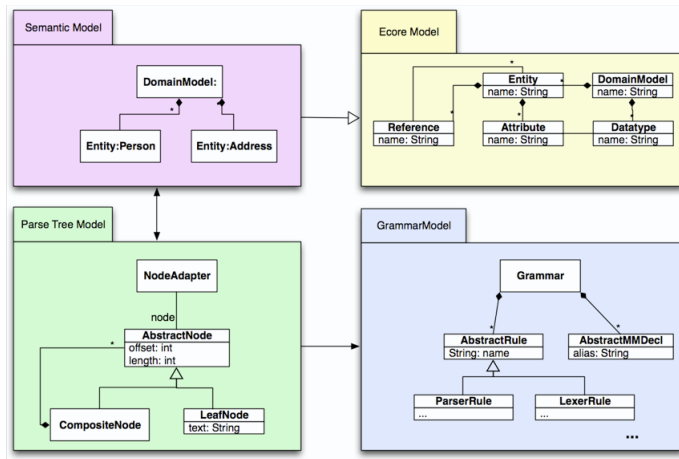 Semantic Model
DomainModel:
*
*
Entity:Person
Entity:Address
Ecore Model
*
Entity
name: String
*
DomainModel
name: String
*
*
*
Reference
name: String
Attribute
name: String
Datatype
name: String
Parse Tree Model
NodeAdapter
node
*
AbstractNode
offset: int
length: int
CompositeNode
LeafNode
text: String
GrammarModel
Grammar
*
*
AbstractRule
String: name
AbstractMMDecl
alias: String
ParserRule
...
LexerRule
...
...